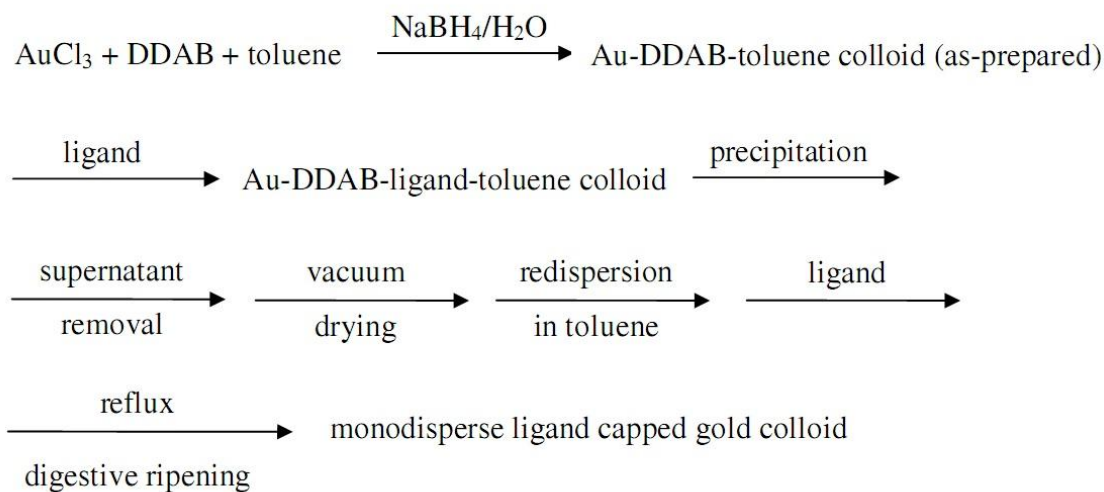 NaBH₄/H₂O
AuCl₃ + DDAB + toluene
Au-DDAB-toluene colloid (as-prepared)
ligand
Au-DDAB-ligand-toluene colloid
precipitation
supernatant
removal
vacuum
drying
redispersion
in toluene
ligand
reflux
digestive ripening
monodisperse ligand capped gold colloid